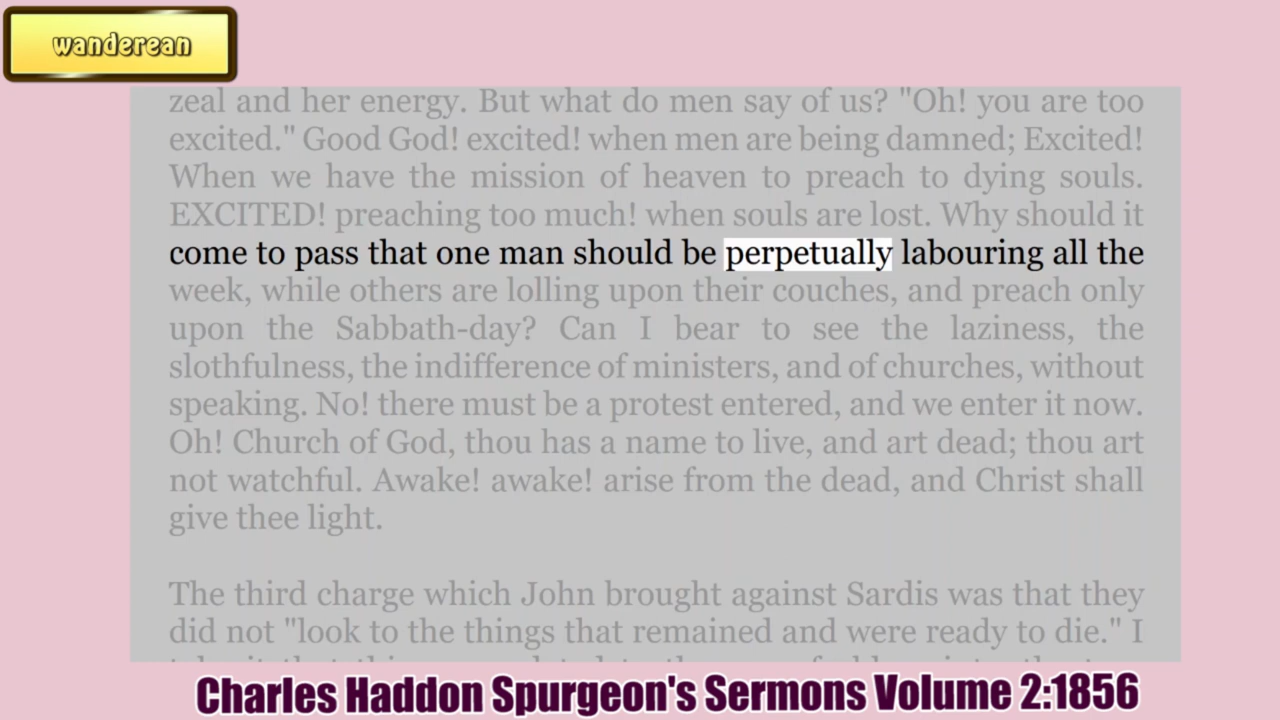 wanderean
zeal and her energy. But what do men say of us? "Oh! you are too
excited." Good God! excited! when men are being damned; Excited!
When we have the mission of heaven to preach to dying souls.
EXCITED! preaching too much! when souls are lost. Why should it
come to pass that one man should be perpetually labouring all the
week, while others are lolling upon their couches, and preach only
upon the Sabbath-day? Can I bear to see the laziness, the
slothfulness, the indifference of ministers, and of churches, without
speaking. No! there must be a protest entered, and we enter it now.
Oh! Church of God, thou has a name to live, and art dead; thou art
not watchful. Awake! awake! arise from the dead, and Christ shall
give thee light.
The third charge which John brought against Sardis was that they
did not "look to the things that remained and were ready to die." I
Charles Haddon Spurgeon's Sermons Volume 2:1856